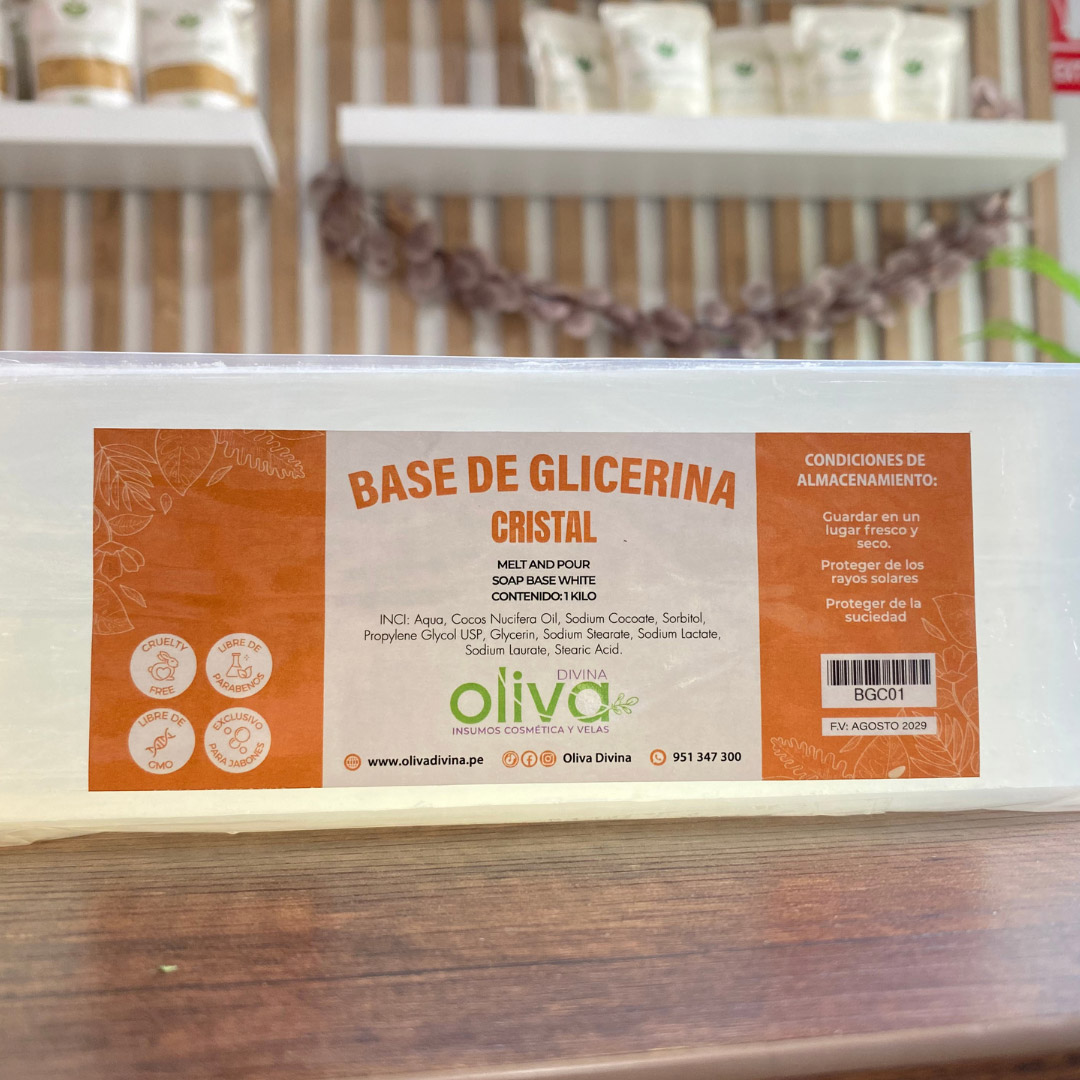 BASE DE GLICERINA
CRISTAL
MELT AND POUR
SOAP BASE WHITE
CONTENIDO: 1 KILO
INCI: Aqua, Cocos Nucifera Oil, Sodium Cocoate, Sorbitol,
Propylene Glycol USP, Glycerin, Sodium Stearate, Sodium Lactate,
Sodium Laurate, Stearic Acid.
DIVINA
oliva
INSUMOS COSMÉTICA Y VELAS
www.olivadivina.pe
Oliva Divina
951 347 300
CRUELTY
FREE
LIBRE DE
PARABENOS
LIBRE DE
GMO
EXCLUSIVO
PARA JABONES
CONDICIONES DE
ALMACENAMIENTO:
Guardar en un
lugar fresco y
seco.
Proteger de los
rayos solares
Proteger de la
suciedad
BGC01
F.V: AGOSTO 2029